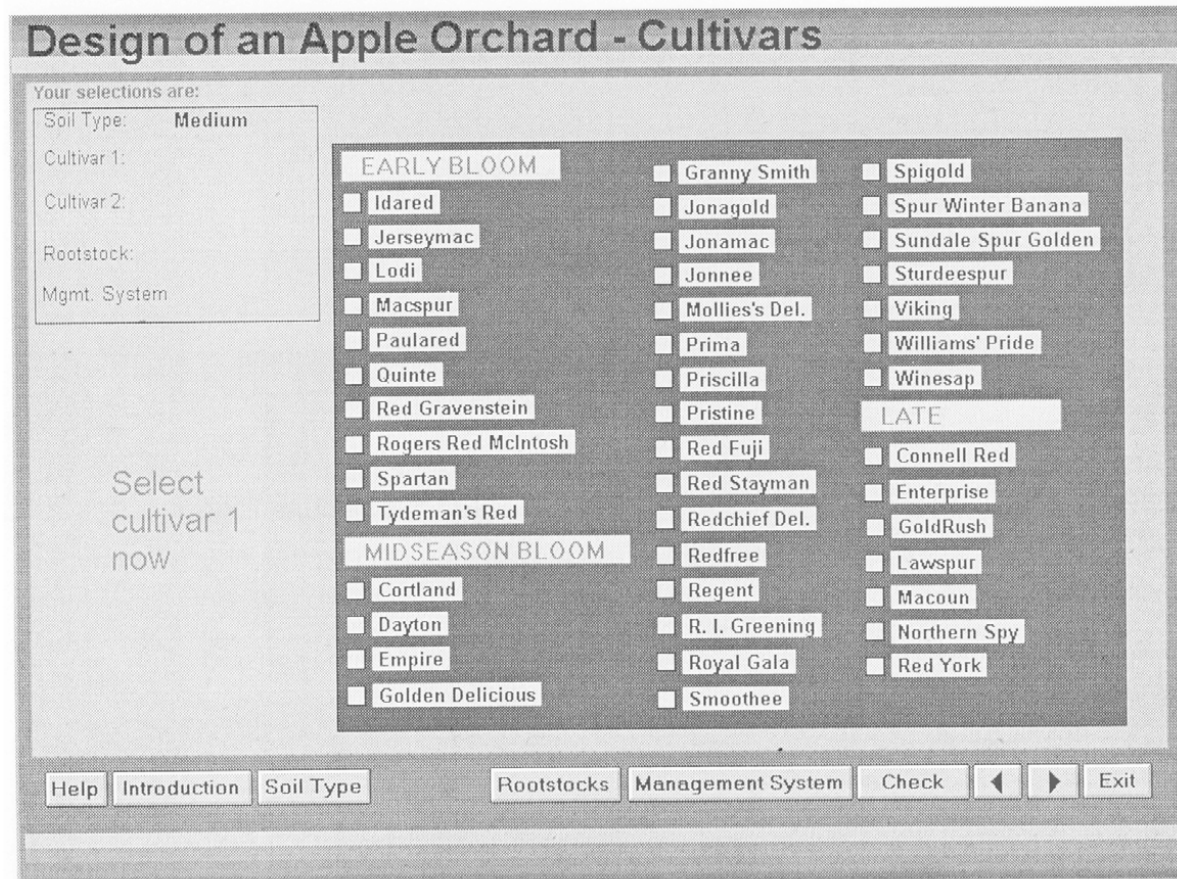 Design of an Apple Orchard - Cultivars
Your selections are:
Soil Type: Medium
Cultivar 1:
Cultivar 2:
Rootstock:
Mgmt. System
Select
cultivar 1
now
EARLY BLOOM
Idared
Jerseymac
Lodi
Macspur
Paulared
Quinte
Red Gravenstein
Rogers Red McIntosh
Spartan
Tydeman's Red
MIDSEASON BLOOM
Cortland
Dayton
Empire
Golden Delicious
Granny Smith
Jonagold
Jonamac
Jonnee
Mollies's Del.
Prima
Priscilla
Pristine
Red Fuji
Red Stayman
Redchief Del.
Redfree
Regent
R. I. Greening
Royal Gala
Smoothee
Spigold
Spur Winter Banana
Sundale Spur Golden
Sturdeespur
Viking
Williams' Pride
Winesap
LATE
Connell Red
Enterprise
GoldRush
Lawspur
Macoun
Northern Spy
Red York
Help Introduction Soil Type Rootstocks Management System Check Exit